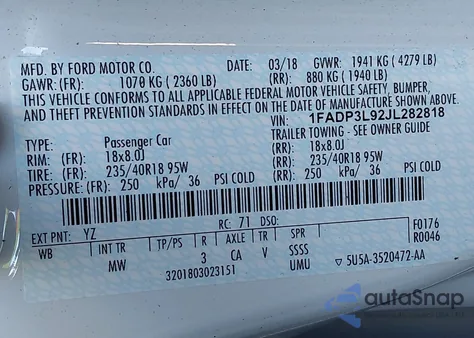 MFD. BY FORD MOTOR CO. DATE: 03/18 GVWR: 1941 KG ( 4279 LB)
GAWR: (FR): 1070 KG ( 2360 LB) (RR): 880 KG ( 1940 LB)
THIS VEHICLE CONFORMS TO ALL APPLICABLE FEDERAL MOTOR VEHICLE SAFETY, BUMPER,
AND THEFT PREVENTION STANDARDS IN EFFECT ON THE DATE OF MANUFACTURE SHOWN ABOVE.
VIN: 1FADP3L92JL282818
TYPE: Passenger Car TRAILER TOWING - SEE OWNER GUIDE
RIM: (FR) 18x8.0J (RR) 18x8.0J
TIRE: (FR) 235/40R18 95W (RR) 235/40R18 95W
PRESSURE: (FR) 250 kPa/ 36 PSI COLD (RR) 250 kPa/ 36 PSI COLD
EXT PNT: YZ RC: 71 DSO: F0176
WB INT TR TP/PS R AXLE TR SPR R0046
MW 3 CA V SSSS
3201803023151 UMU ▽ 5U5A-3520472-AA
autoSnap